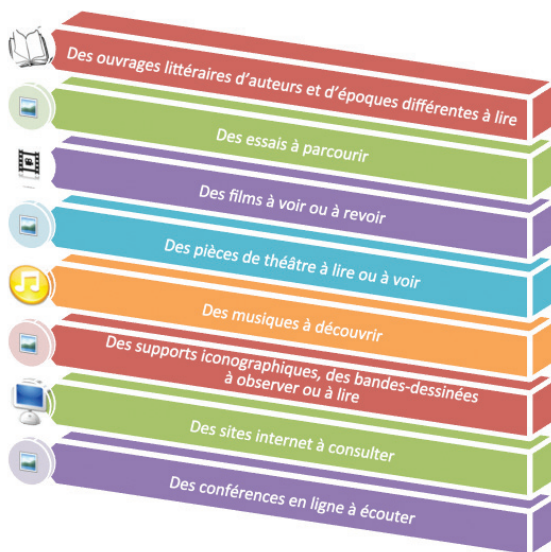 Des ouvrages littéraires d'auteurs et d'époques différentes à lire
Des essais à parcourir
Des films à voir ou à revoir
Des pièces de théâtre à lire ou à voir
Des musiques à découvrir
Des supports iconographiques, des bandes-dessinées
à observer ou à lire
Des sites internet à consulter
Des conférences en ligne à écouter